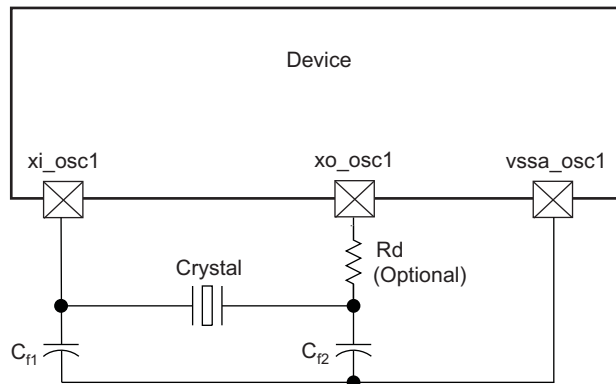 Device
xi_osc1
xo_osc1
vssa_osc1
Rd
(Optional)
Crystal
Cf1
Cf2